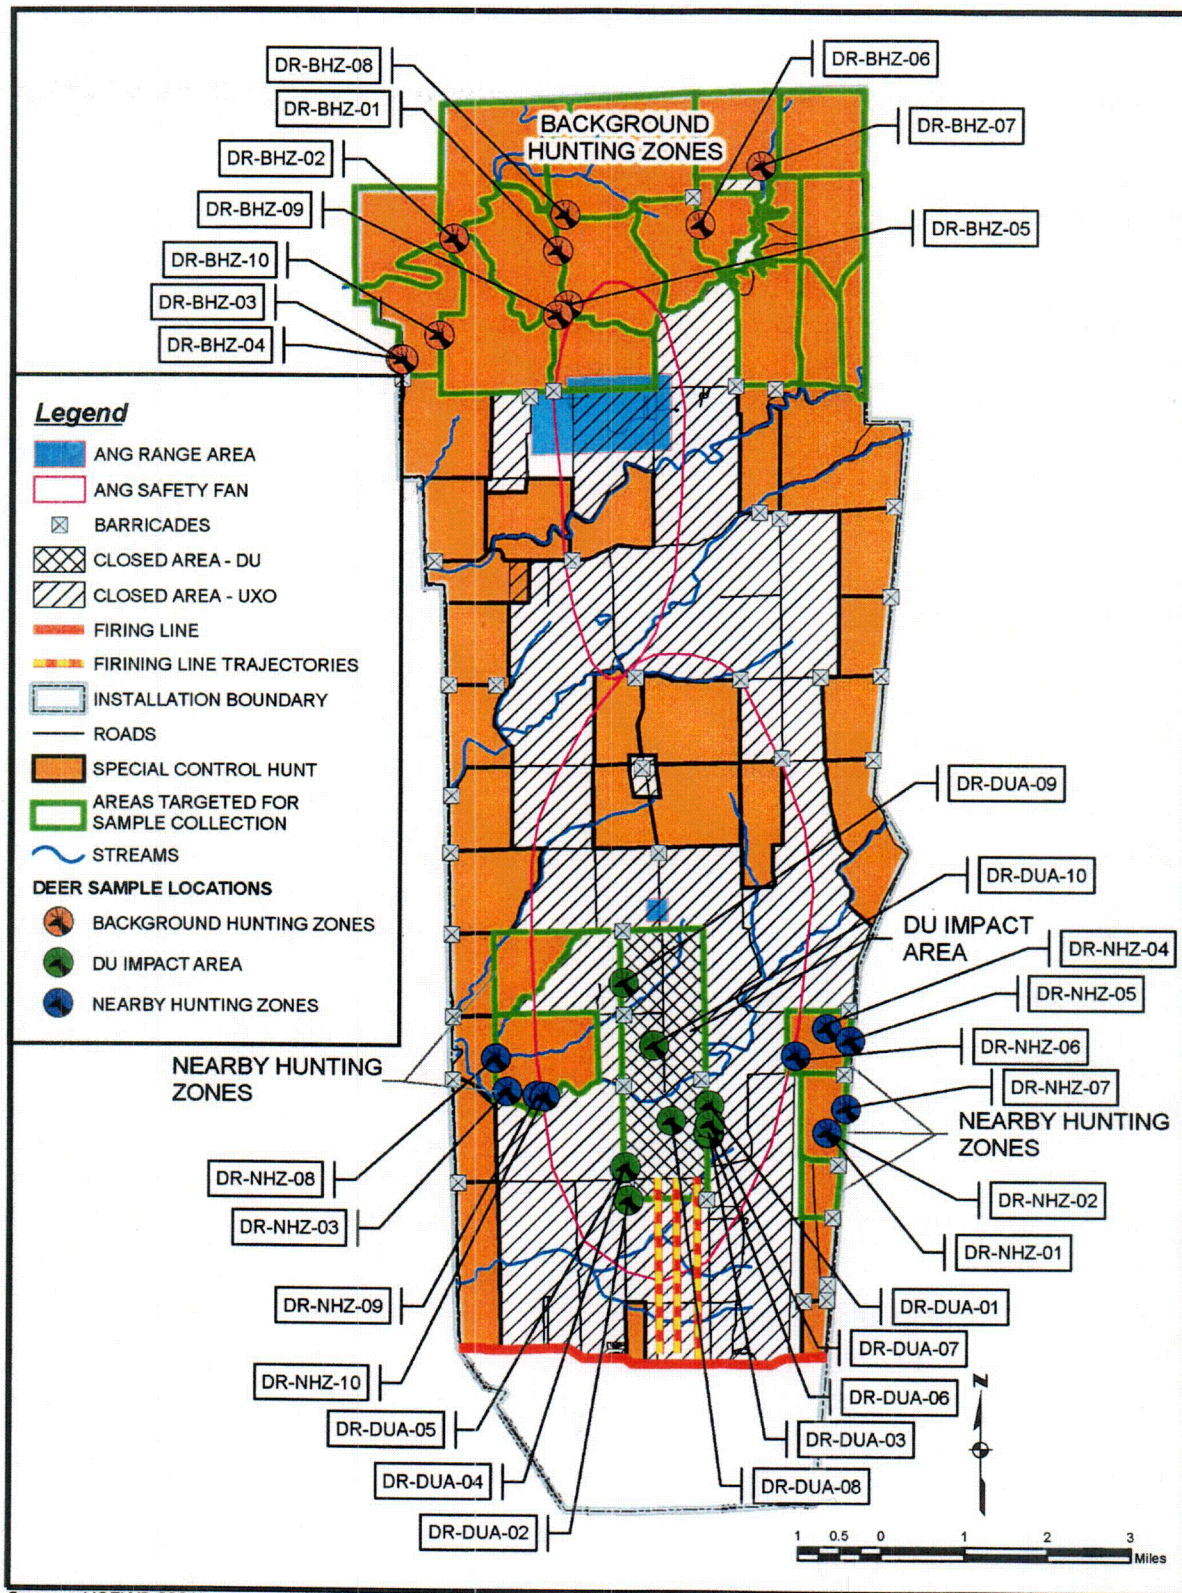 DR-BHZ-08
DR-BHZ-06
DR-BHZ-01
BACKGROUND
HUNTING ZONES
DR-BHZ-07
DR-BHZ-02
DR-BHZ-09
DR-BHZ-05
DR-BHZ-10
DR-BHZ-03
DR-BHZ-04
Legend
ANG RANGE AREA
ANG SAFETY FAN
BARRICADES
CLOSED AREA - DU
CLOSED AREA - UXO
FIRING LINE
FIRINING LINE TRAJECTORIES
INSTALLATION BOUNDARY
ROADS
SPECIAL CONTROL HUNT
AREAS TARGETED FOR
SAMPLE COLLECTION
STREAMS
DEER SAMPLE LOCATIONS
BACKGROUND HUNTING ZONES
DU IMPACT AREA
NEARBY HUNTING ZONES
DR-DUA-09
DR-DUA-10
DU IMPACT
AREA
DR-NHZ-04
DR-NHZ-05
DR-NHZ-06
DR-NHZ-07
NEARBY HUNTING
ZONES
NEARBY HUNTING
ZONES
DR-NHZ-08
DR-NHZ-02
DR-NHZ-03
DR-NHZ-01
DR-NHZ-09
DR-DUA-01
DR-DUA-07
DR-NHZ-10
DR-DUA-06
DR-DUA-05
DR-DUA-03
DR-DUA-04
DR-DUA-08
DR-DUA-02
N
1 0.5 0 1 2 3
Miles